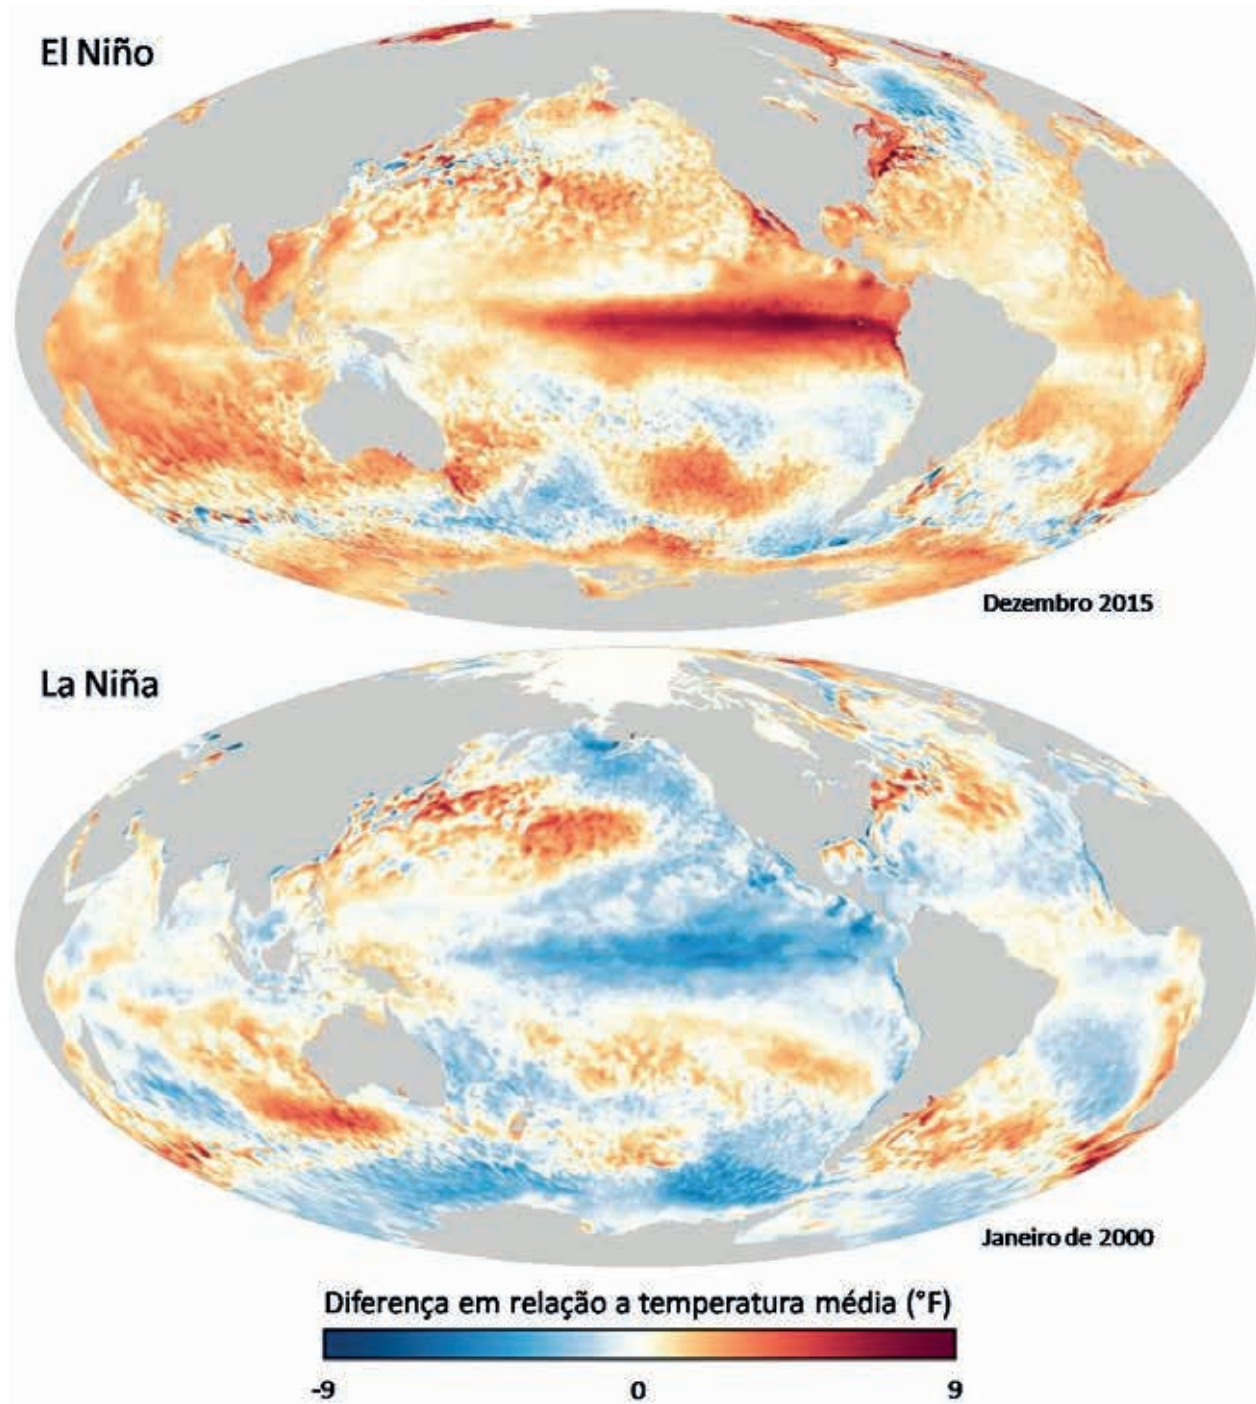 El Niño
Dezembro 2015
La Niña
Janeiro de 2000
Diferença em relação a temperatura média (°F)
-9 0 9